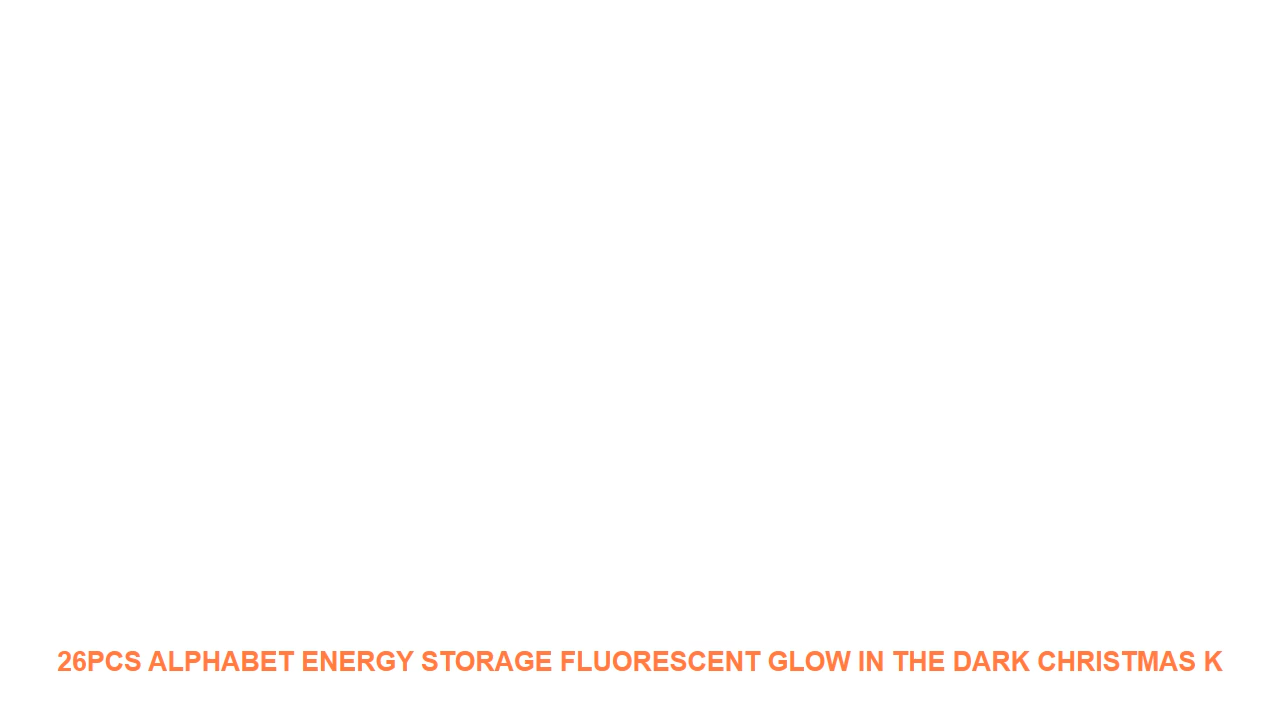 26PCS ALPHABET ENERGY STORAGE FLUORESCENT GLOW IN THE DARK CHRISTMAS K